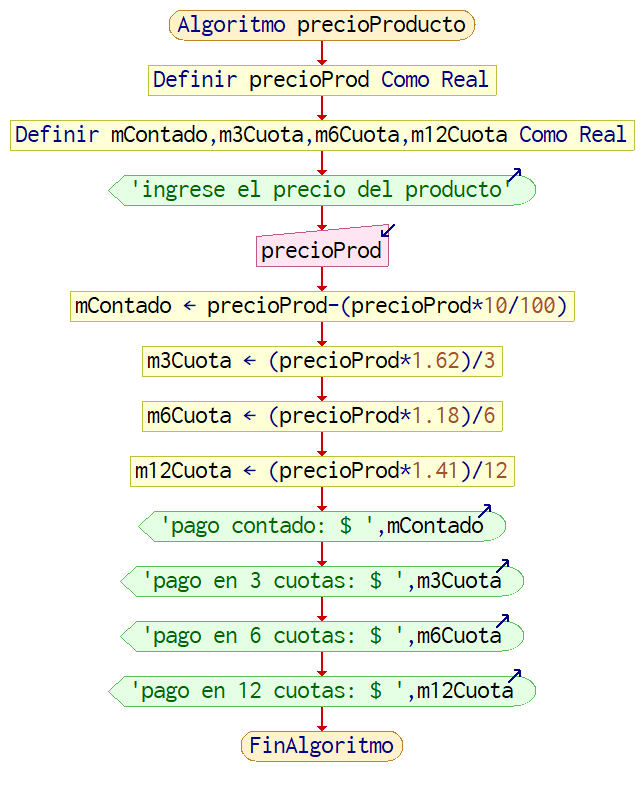 Algoritmo precioProducto
Definir precioProd Como Real
Definir mContado,m3Cuota,m6Cuota,m12Cuota Como Real
'ingrese el precio del producto'
precioProd
mContado ← precioProd-(precioProd*10/100)
m3Cuota ← (precioProd*1.62)/3
m6Cuota ← (precioProd*1.18)/6
m12Cuota ← (precioProd*1.41)/12
'pago contado: $ ',mContado
'pago en 3 cuotas: $ ',m3Cuota
'pago en 6 cuotas: $ ',m6Cuota
'pago en 12 cuotas: $ ',m12Cuota
FinAlgoritmo